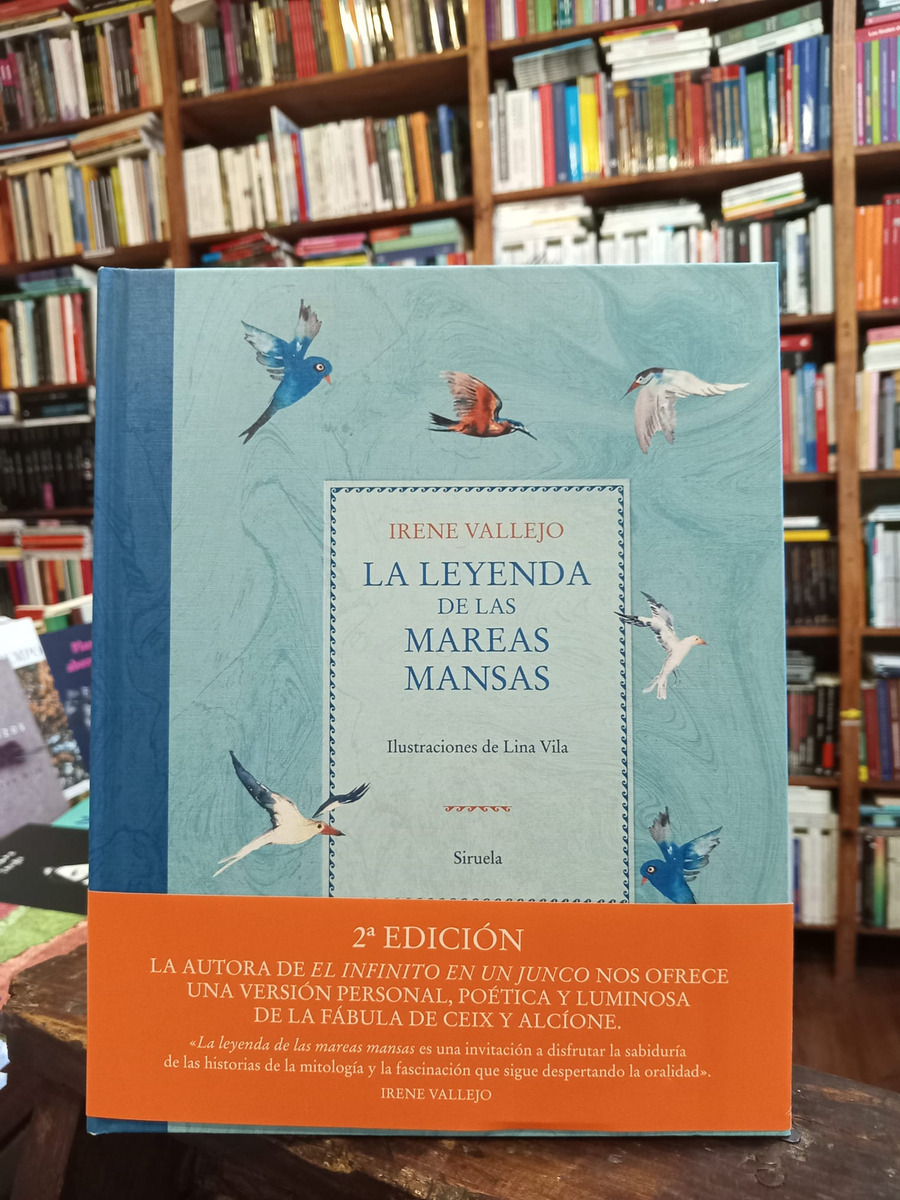 IRENE VALLEJO
LA LEYENDA
DE LAS
MAREAS
MANSAS
Ilustraciones de Lina Vila
Siruela
2ª EDICIÓN
LA AUTORA DE EL INFINITO EN UN JUNCO NOS OFRECE
UNA VERSIÓN PERSONAL, POÉTICA Y LUMINOSA
DE LA FÁBULA DE CEIX Y ALCÍONE.
«La leyenda de las mareas mansas es una invitación a disfrutar la sabiduría
de las historias de la mitología y la fascinación que sigue despertando la oralidad».
IRENE VALLEJO